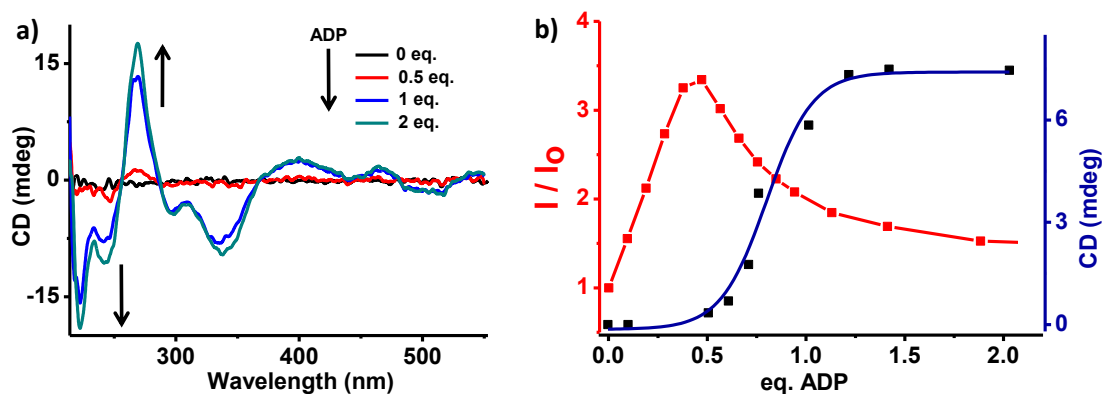 a)
ADP
0 eq.
0.5 eq.
1 eq.
2 eq.
15
0
-15
CD (mdeg)
300
400
500
Wavelength (nm)
b)
4
3
2
1
I / Io
6
3
0
CD (mdeg)
0.0
0.5
1.0
1.5
2.0
eq. ADP